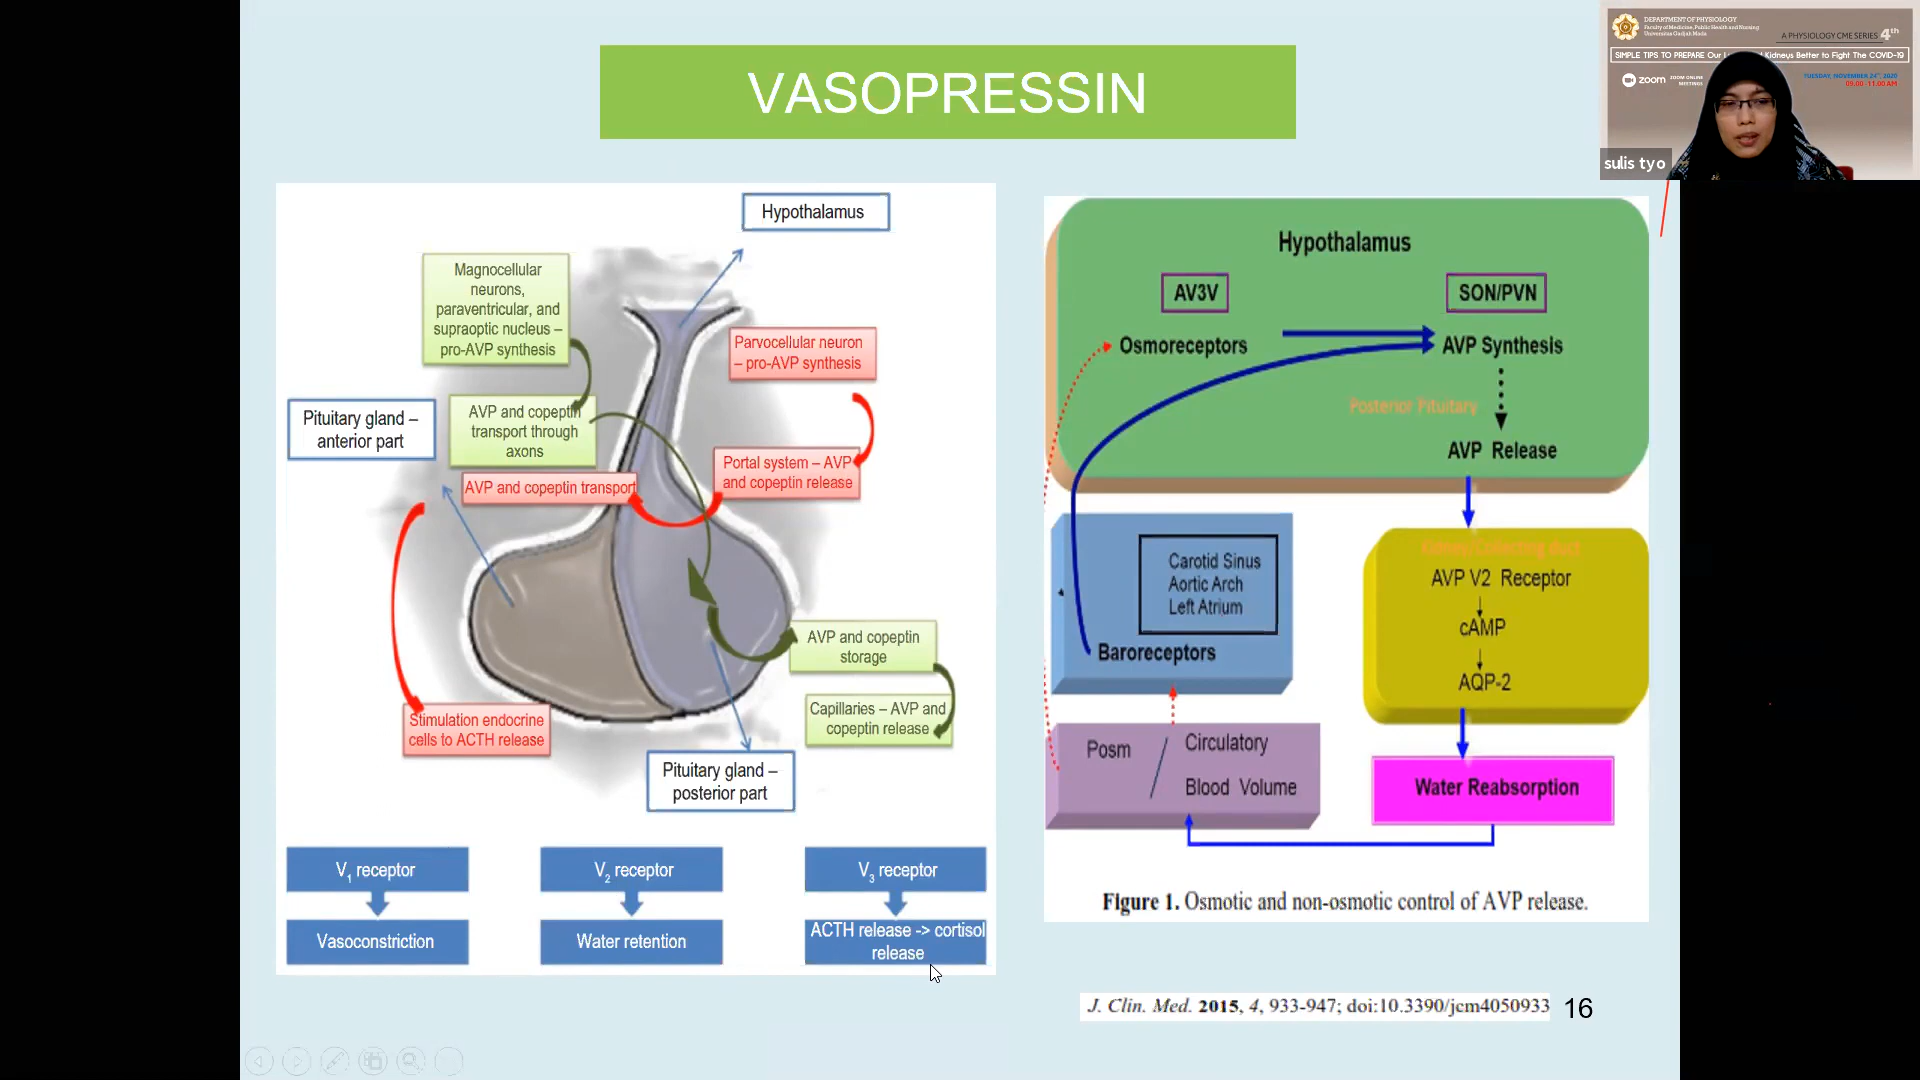 VASOPRESSIN
DEPARTMENT OF PHYSIOLOGY
Faculty of Medicine, Public Health and Nursing
Universitas Gadjah Mada
A PHYSIOLOGY CME SERIES 4th
SIMPLE TIPS TO PREPARE Our
Kidneys Better to Fight The COVID-19
zoom
ZOOM ONLINE
MEETINGS
TUESDAY, NOVEMBER 24th, 2020
09.00-11.00 AM
sulis tyo
Hypothalamus
Magnocellular
neurons,
paraventricular, and
supraoptic nucleus –
pro-AVP synthesis
Parvocellular neuron
– pro-AVP synthesis
Pituitary gland –
anterior part
AVP and copeptin
transport through
axons
Portal system – AVP
and copeptin release
AVP and copeptin transport
AVP and copeptin
storage
Capillaries – AVP and
copeptin release
Stimulation endocrine
cells to ACTH release
Pituitary gland –
posterior part
V1 receptor
Vasoconstriction
V2 receptor
Water retention
V3 receptor
ACTH release -> cortisol
release
Hypothalamus
AV3V
SON/PVN
Osmoreceptors
AVP Synthesis
Posterior Pituitary
AVP Release
Carotid Sinus
Aortic Arch
Left Atrium
Baroreceptors
Kidney/Collecting duct
AVP V2 Receptor
cAMP
AQP-2
Posm
/
Circulatory
Blood Volume
Water Reabsorption
Figure 1. Osmotic and non-osmotic control of AVP release.
J. Clin. Med. 2015, 4, 933-947; doi:10.3390/jcm4050933
16